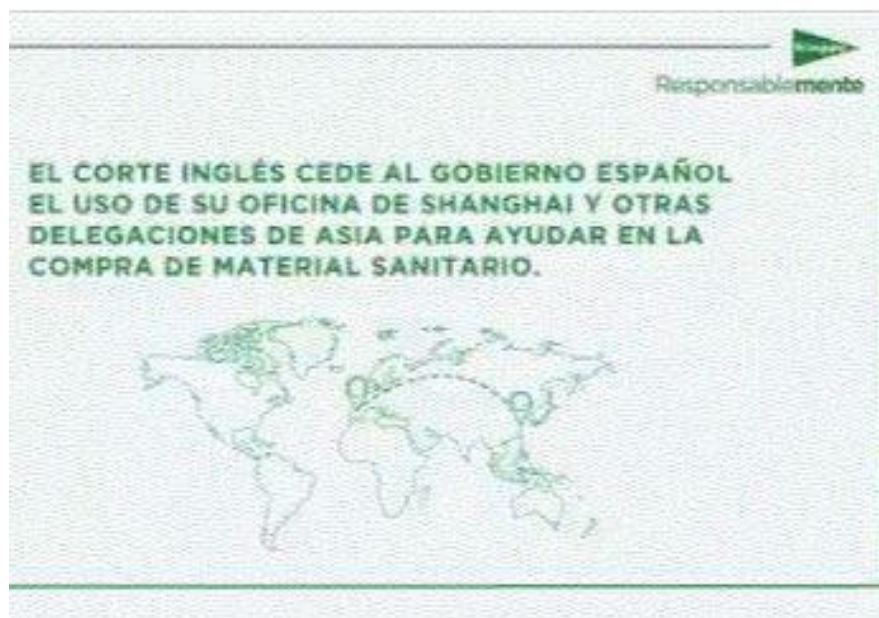 Responsablemente
EL CORTE INGLÉS CEDE AL GOBIERNO ESPAÑOL
EL USO DE SU OFICINA DE SHANGHAI Y OTRAS
DELEGACIONES DE ASIA PARA AYUDAR EN LA
COMPRA DE MATERIAL SANITARIO.